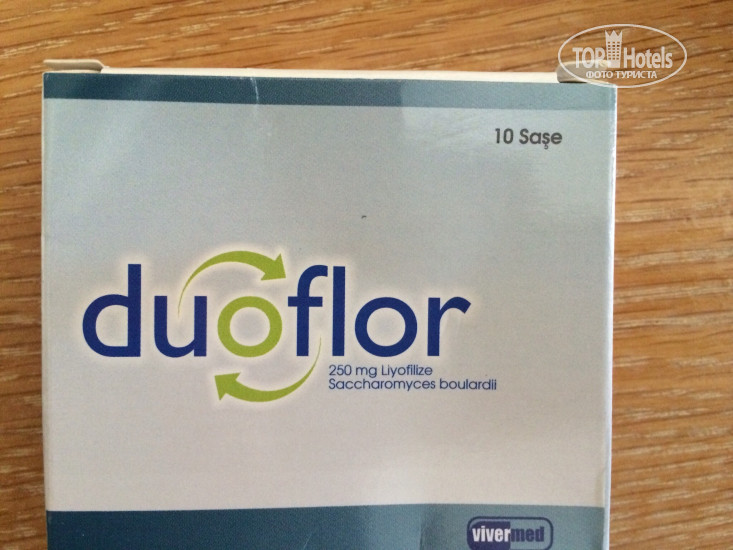 TOP Hotels
ФОТО ТУРИСТА
10 Saşe
duoflor
250 mg Liyofilize
Saccharomyces boulardii
vivermed